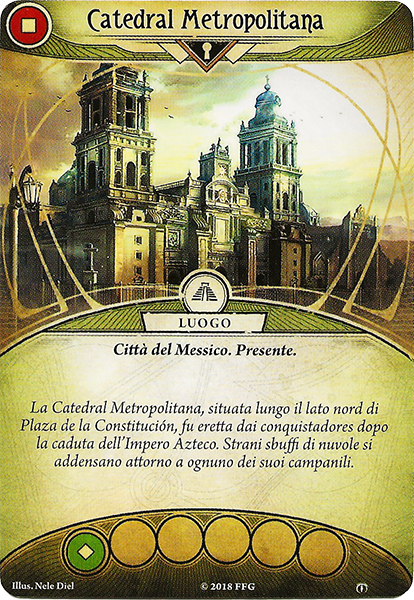 Catedral Metropolitana
LUOGO
Città del Messico. Presente.
La Catedral Metropolitana, situata lungo il lato nord di
Plaza de la Constitución, fu eretta dai conquistadores dopo
la caduta dell'Impero Azteco. Strani sbuffi di nuvole si
addensano attorno a ognuno dei suoi campanili.
Illus. Nele Diel
© 2018 FFG